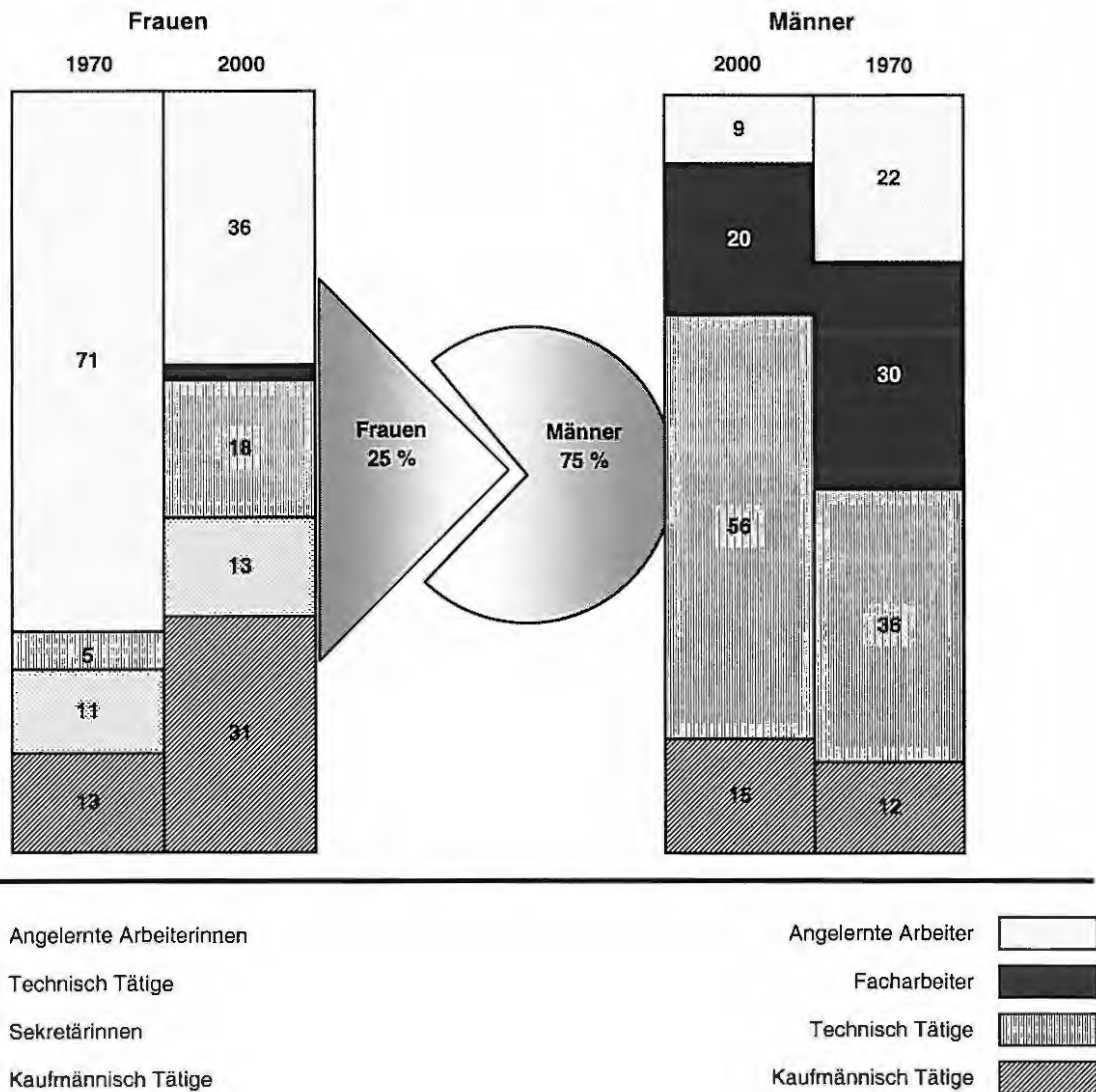 Frauen
Männer
1970 2000
2000 1970
9
22
36
20
71
30
Frauen
25 %
Männer
75 %
18
56
13
36
5
11
31
13
15
12
Angelernte Arbeiterinnen
Angelernte Arbeiter
Technisch Tätige
Facharbeiter
Sekretärinnen
Technisch Tätige
Kaufmännisch Tätige
Kaufmännisch Tätige